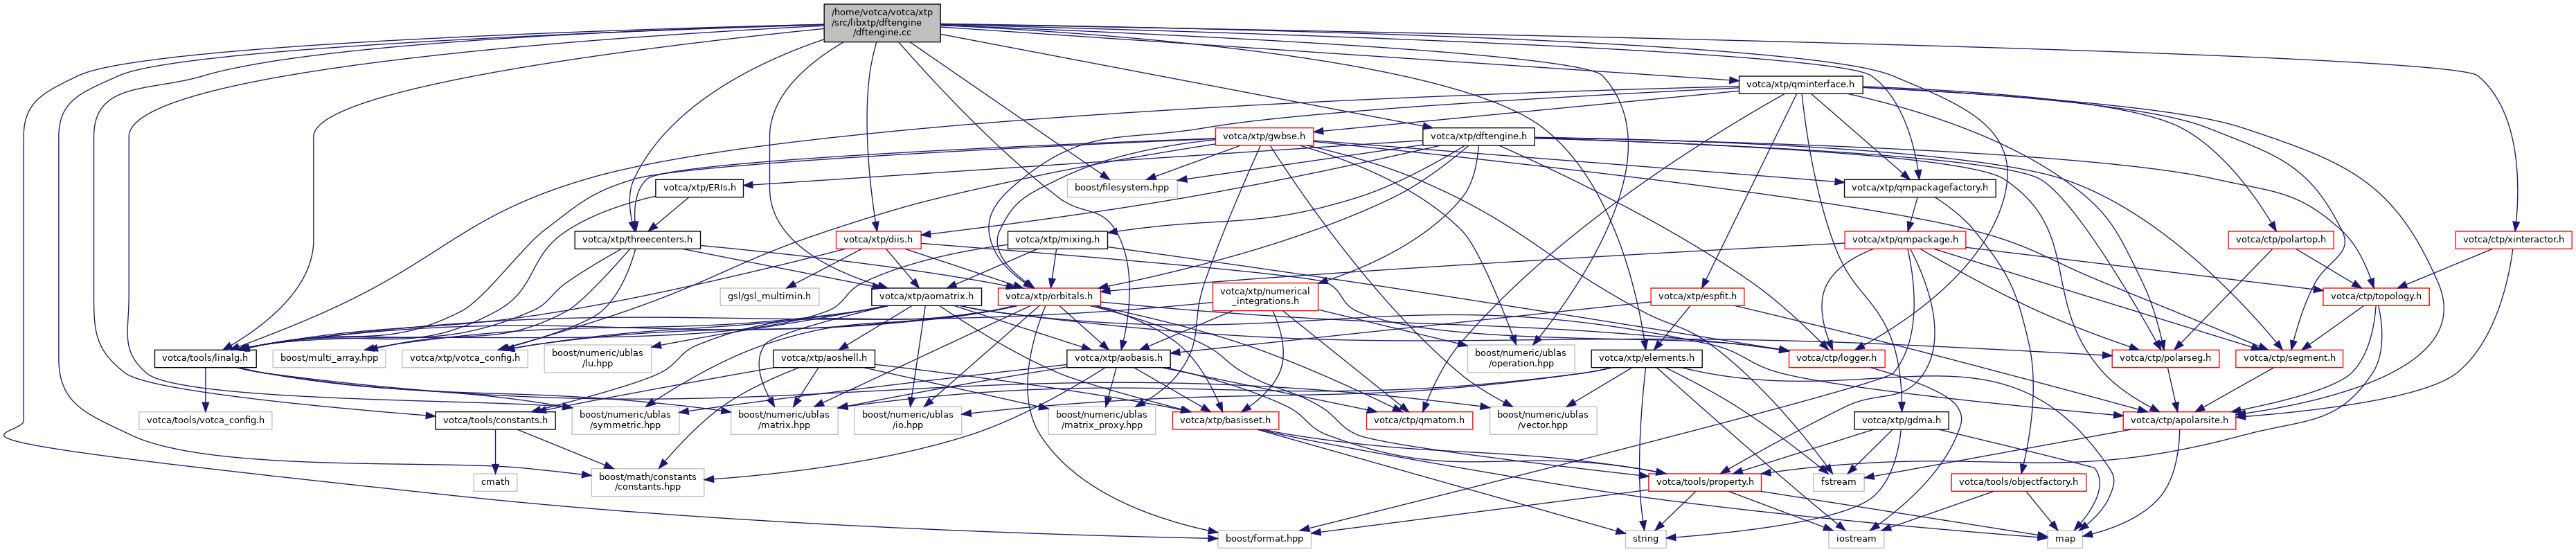 /home/votca/votca/xtp
/src/libxtp/dftengine
/dftengine.cc
votca/xtp/qminterface.h
votca/xtp/gwbse.h
votca/xtp/dftengine.h
votca/xtp/ERIs.h
boost/filesystem.hpp
votca/xtp/qmpackagefactory.h
votca/xtp/threecenters.h
votca/xtp/diis.h
votca/xtp/mixing.h
votca/xtp/qmpackage.h
votca/ctp/polartop.h
votca/ctp/xinteractor.h
gsl/gsl_multimin.h
votca/xtp/aomatrix.h
votca/xtp/orbitals.h
votca/xtp/numerical
_integrations.h
votca/xtp/espfit.h
votca/ctp/topology.h
votca/tools/linalg.h
boost/multi_array.hpp
votca/xtp/votca_config.h
boost/numeric/ublas
/lu.hpp
votca/xtp/aoshell.h
votca/xtp/aobasis.h
boost/numeric/ublas
/operation.hpp
votca/xtp/elements.h
votca/ctp/logger.h
votca/ctp/polarseg.h
votca/ctp/segment.h
votca/tools/votca_config.h
votca/tools/constants.h
boost/numeric/ublas
/symmetric.hpp
boost/numeric/ublas
/matrix.hpp
boost/numeric/ublas
/io.hpp
boost/numeric/ublas
/matrix_proxy.hpp
votca/xtp/basisset.h
votca/ctp/qmatom.h
boost/numeric/ublas
/vector.hpp
votca/xtp/gdma.h
votca/ctp/apolarsite.h
cmath
boost/math/constants
/constants.hpp
votca/tools/property.h
fstream
votca/tools/objectfactory.h
boost/format.hpp
string
iostream
map